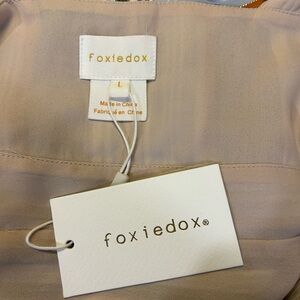 foxiedox
L
Made in China
Fabriqué en Chine
foxiedox®